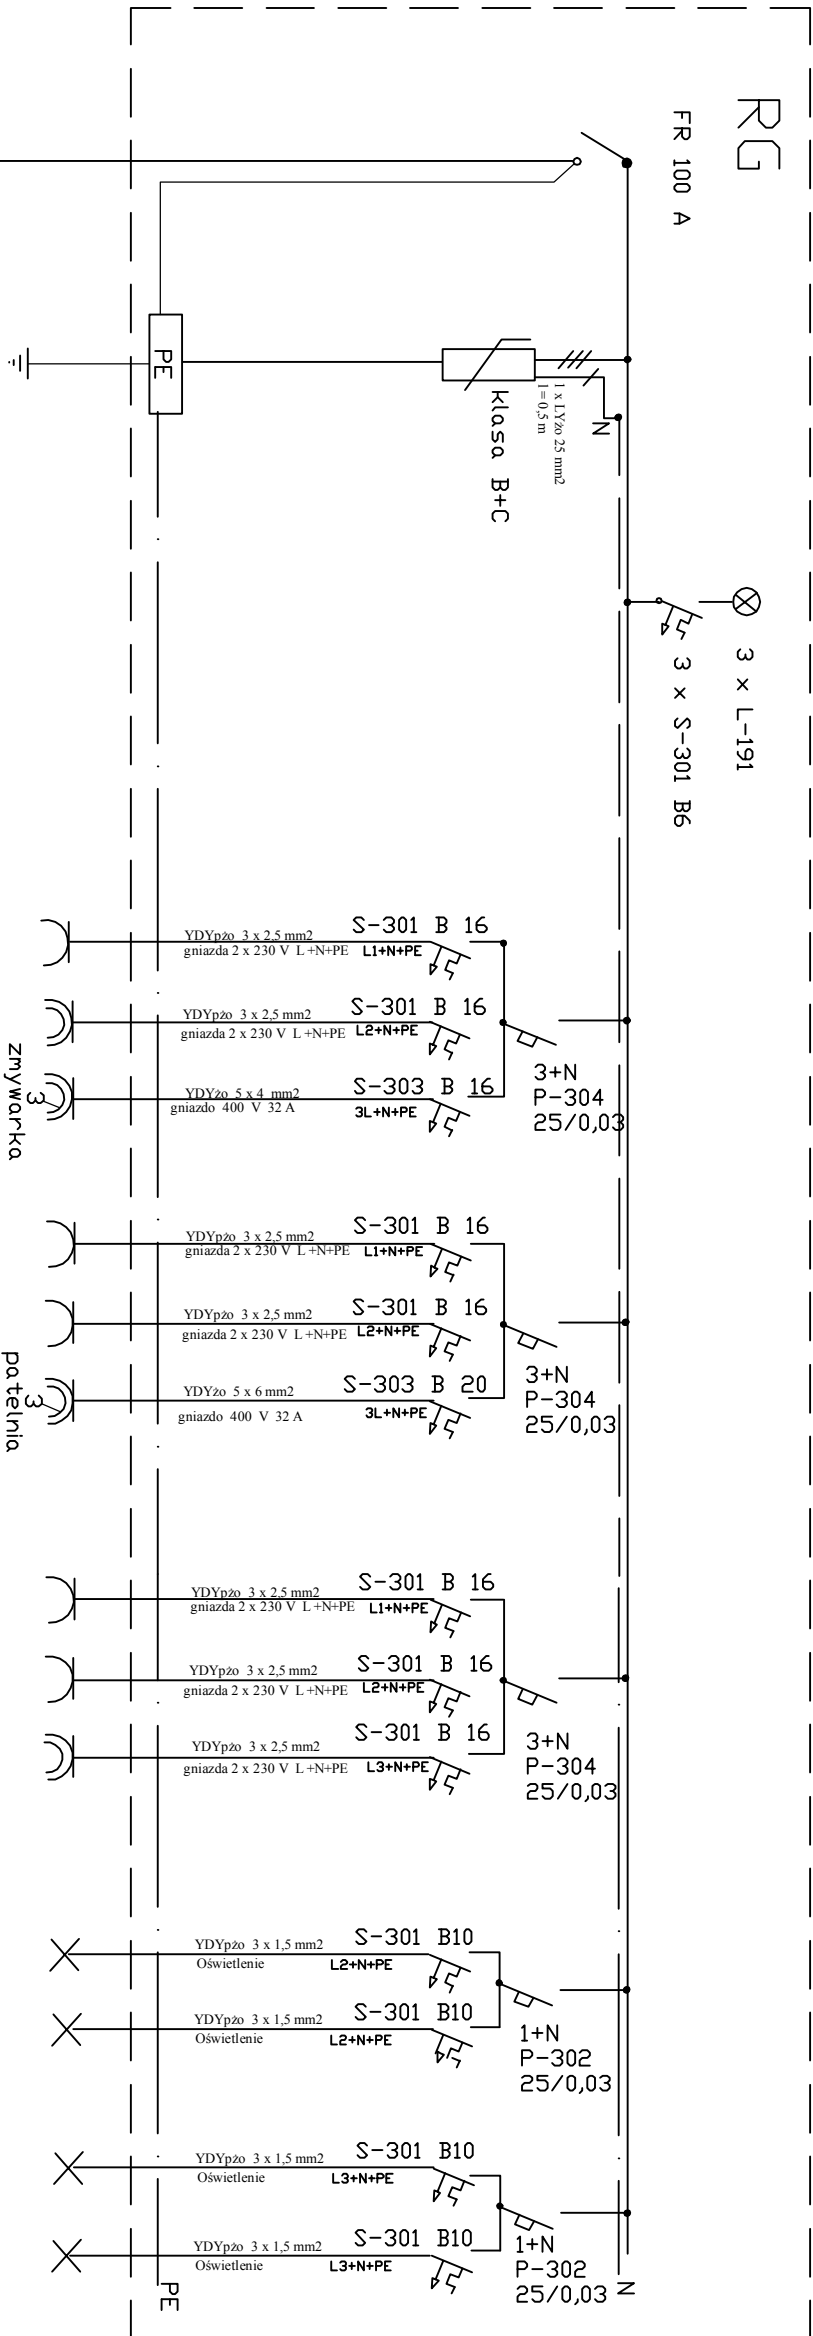 RG
FR 100 A
PE
klasa B+C
1 x LYżo 25 mm2
l= 0,5 m
N
3 x L-191
3 x S-301 B6
S-301 B 16
YDYpżo 3 x 2,5 mm2
gniazda 2 x 230 V L +N+PE
L1+N+PE
S-301 B 16
YDYpżo 3 x 2,5 mm2
gniazda 2 x 230 V L +N+PE
L2+N+PE
S-303 B 16
YDYżo 5 x 4 mm2
gniazdo 400 V 32 A
3L+N+PE
3
zmywarka
3+N
P-304
25/0,03
S-301 B 16
YDYpżo 3 x 2,5 mm2
gniazda 2 x 230 V L +N+PE
L1+N+PE
S-301 B 16
YDYpżo 3 x 2,5 mm2
gniazda 2 x 230 V L +N+PE
L2+N+PE
S-303 B 20
YDYżo 5 x 6 mm2
gniazdo 400 V 32 A
3L+N+PE
3
patelnia
3+N
P-304
25/0,03
S-301 B 16
YDYpżo 3 x 2,5 mm2
gniazda 2 x 230 V L +N+PE
L1+N+PE
S-301 B 16
YDYpżo 3 x 2,5 mm2
gniazda 2 x 230 V L +N+PE
L2+N+PE
S-301 B 16
YDYpżo 3 x 2,5 mm2
gniazda 2 x 230 V L +N+PE
L3+N+PE
3+N
P-304
25/0,03
S-301 B10
YDYpżo 3 x 1,5 mm2
Oświetlenie
L2+N+PE
S-301 B10
YDYpżo 3 x 1,5 mm2
Oświetlenie
L2+N+PE
1+N
P-302
25/0,03
S-301 B10
YDYpżo 3 x 1,5 mm2
Oświetlenie
L3+N+PE
S-301 B10
YDYpżo 3 x 1,5 mm2
Oświetlenie
L3+N+PE
1+N
P-302
25/0,03
N
PE